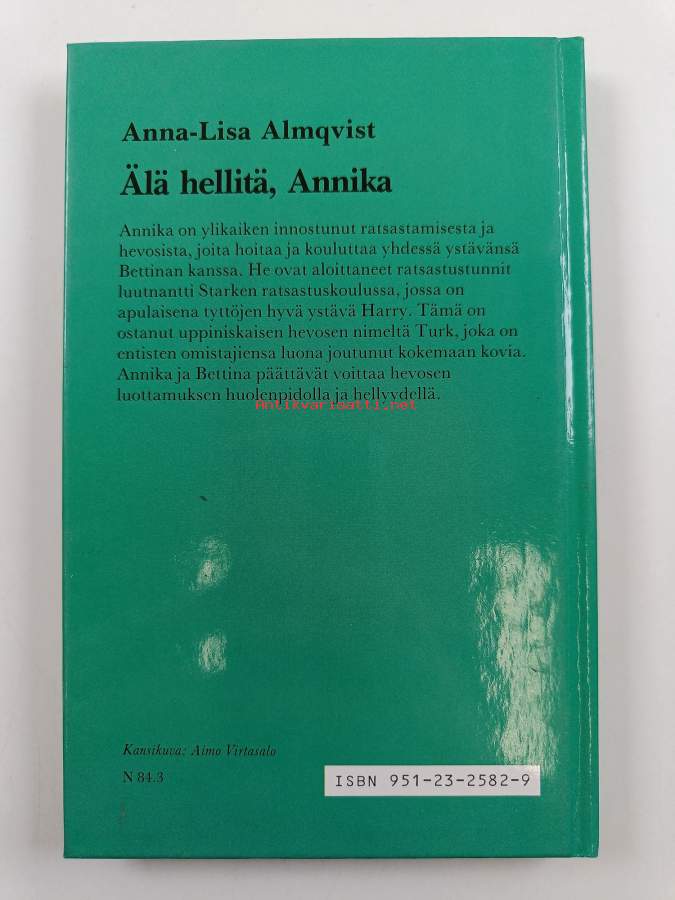 Anna-Lisa Almqvist
Älä hellitä, Annika
Annika on ylikaiken innostunut ratsastamisesta ja
hevosista, joita hoitaa ja kouluttaa yhdessä ystävänsä
Bettinan kanssa. He ovat aloittaneet ratsastustunnit
luutnantti Starken ratsastuskoulussa, jossa on
apulaisena tyttöjen hyvä ystävä Harry. Tämä on
ostanut uppiniskaisen hevosen nimeltä Turk, joka on
entisten omistajiensa luona joutunut kokemaan kovia.
Annika ja Bettina päättävät voittaa hevosen
luottamuksen huolenpidolla ja hellyydellä.
Antikvariaatti.net
Kansikuva: Aimo Virtasalo
N 84.3
ISBN 951-23-2582-9